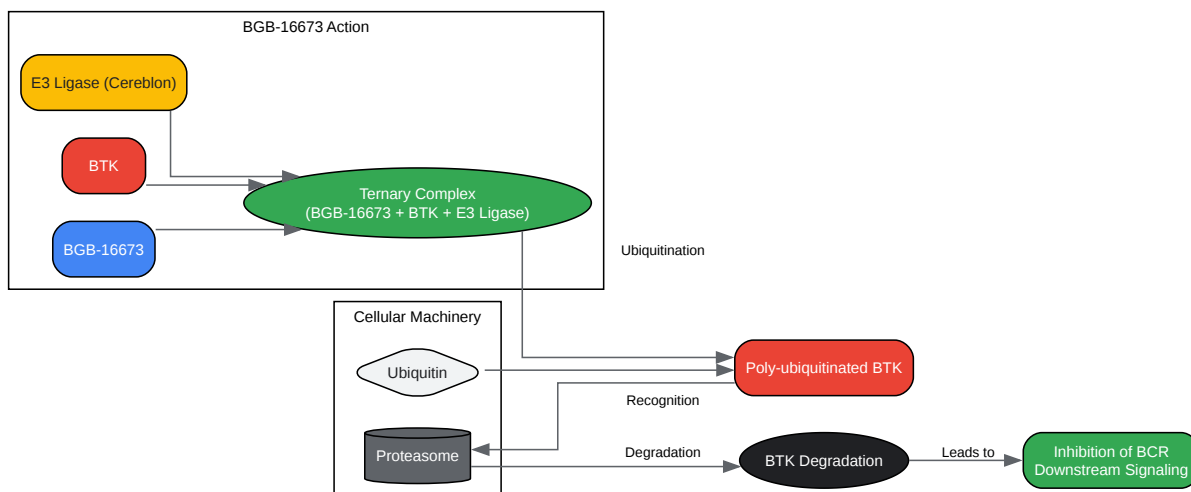 BGB-16673 Action
E3 Ligase (Cereblon)
BTK
Ternary Complex
(BGB-16673 + BTK + E3 Ligase)
BGB-16673
Ubiquitination
Cellular Machinery
Ubiquitin
Poly-ubiquitinated BTK
Recognition
Proteasome
Degradation
BTK Degradation
Leads to
Inhibition of BCR
Downstream Signaling